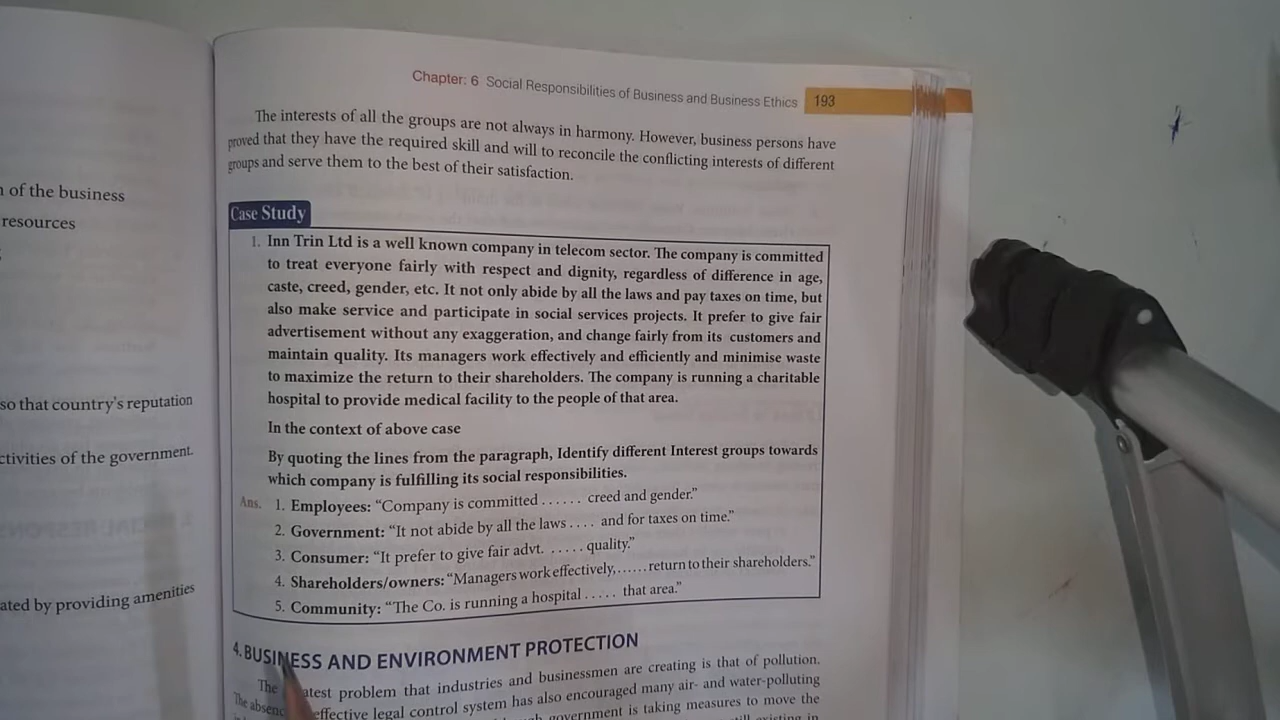 n of the business
resources
so that country's reputation
ctivities of the government.
ated by providing amenities
Chapter: 6 Social Responsibilities of Business and Business Ethics 193
The interests of all the groups are not always in harmony. However, business persons have
proved that they have the required skill and will to reconcile the conflicting interests of different
groups and serve them to the best of their satisfaction.
Case Study
1. Inn Trin Ltd is a well known company in telecom sector. The company is committed
to treat everyone fairly with respect and dignity, regardless of difference in age,
caste, creed, gender, etc. It not only abide by all the laws and pay taxes on time, but
also make service and participate in social services projects. It prefer to give fair
advertisement without any exaggeration, and change fairly from its customers and
maintain quality. Its managers work effectively and efficiently and minimise waste
to maximize the return to their shareholders. The company is running a charitable
hospital to provide medical facility to the people of that area.
In the context of above case
By quoting the lines from the paragraph, Identify different Interest groups towards
which company is fulfilling its social responsibilities.
Ans. 1. Employees: “Company is committed ...... creed and gender.”
2. Government: “It not abide by all the laws .... and for taxes on time.”
3. Consumer: “It prefer to give fair advt. ..... quality.”
4. Shareholders/owners: “Managers work effectively,...... return to their shareholders.”
5. Community: “The Co. is running a hospital ..... that area.”
4. BUSINESS AND ENVIRONMENT PROTECTION
The atest problem that industries and businessmen are creating is that of pollution.
The absenc effective legal control system has also encouraged many air- and water-polluting
government is taking measures to move the
still existing in